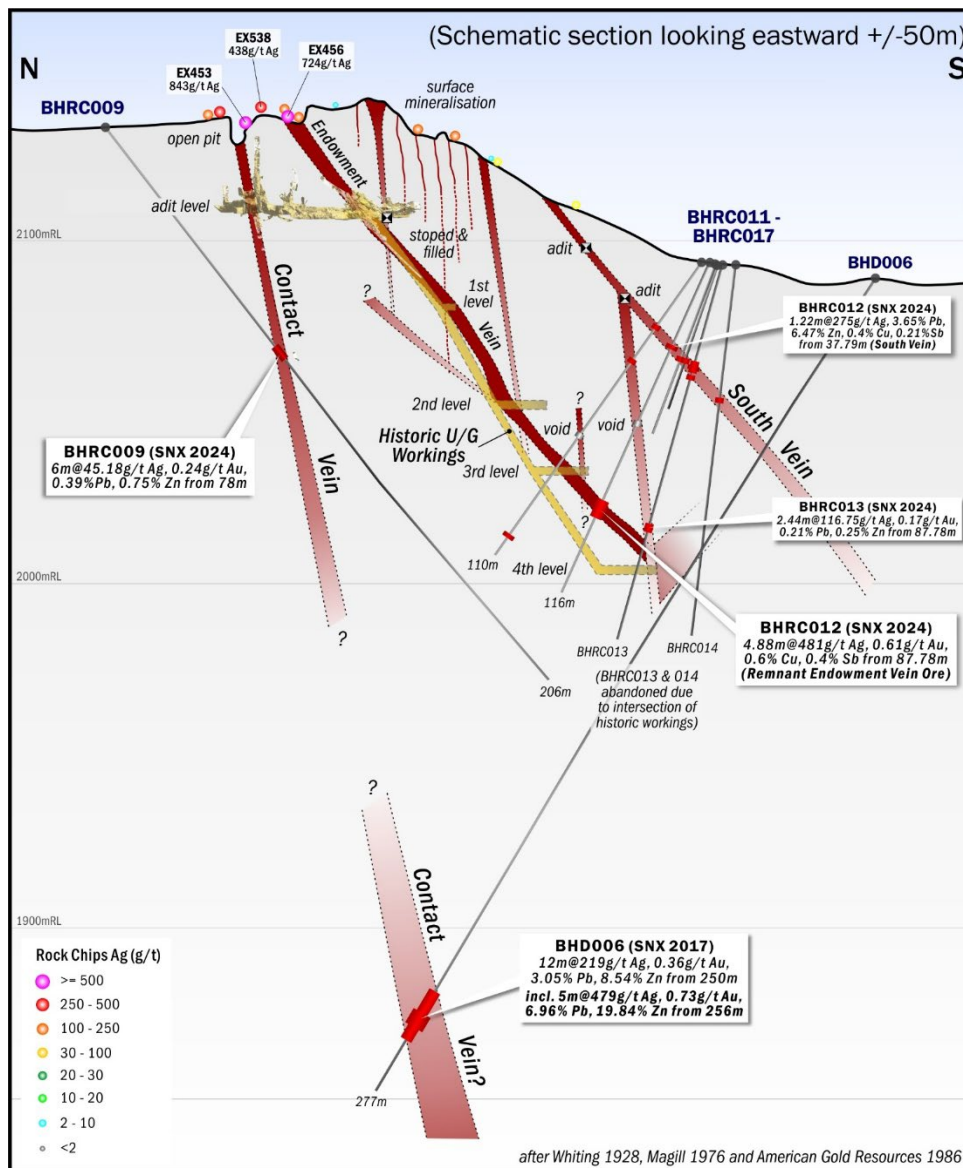 (Schematic section looking eastward +/-50m)
N
S
EX538
438g/t Ag
EX456
724g/t Ag
EX453
843g/t Ag
BHRC009
surface
mineralisation
open pit
Endowment
adit level
stoped &
filled
2100mRL
adit
BHRC011 -
BHRC017
BHD006
Contact
?
1st level
Vein
adit
BHRC012 (SNX 2024)
1.22m@275g/t Ag, 3.65% Pb,
6.47% Zn, 0.4% Cu, 0.21%Sb
from 37.79m (South Vein)
2nd level
?
South
Vein
BHRC009 (SNX 2024)
6m@45.18g/t Ag, 0.24g/t Au,
0.39%Pb, 0.75% Zn from 78m
Vein
Historic U/G
Workings
void
void
3rd level
?
BHRC013 (SNX 2024)
2.44m@116.75g/t Ag, 0.17g/t Au,
0.21% Pb, 0.25% Zn 87.78m
110m
4th level
2000mRL
116m
?
BHRC012 (SNX 2024)
4.88m@481g/t Ag, 0.61g/t Au,
0.6% Cu, 0.4% Sb from 87.78m
(Remnant Endowment Vein Ore)
BHRC013
BHRC014
206m
(BHRC013 & 014
abandoned due
to intersection of
historic workings)
?
Contact
1900mRL
BHD006 (SNX 2017)
12m@219g/t Ag, 0.36g/t Au,
3.05% Pb, 8.54% Zn from 250m
incl. 5m@479g/t Ag, 0.73g/t Au,
6.96% Pb, 19.84% Zn from 256m
Vein?
277m
Rock Chips Ag (g/t)
>= 500
250 - 500
100 - 250
30 - 100
20 - 30
10 - 20
2 - 10
<2
after Whiting 1928, Magill 1976 and American Gold Resources 1986